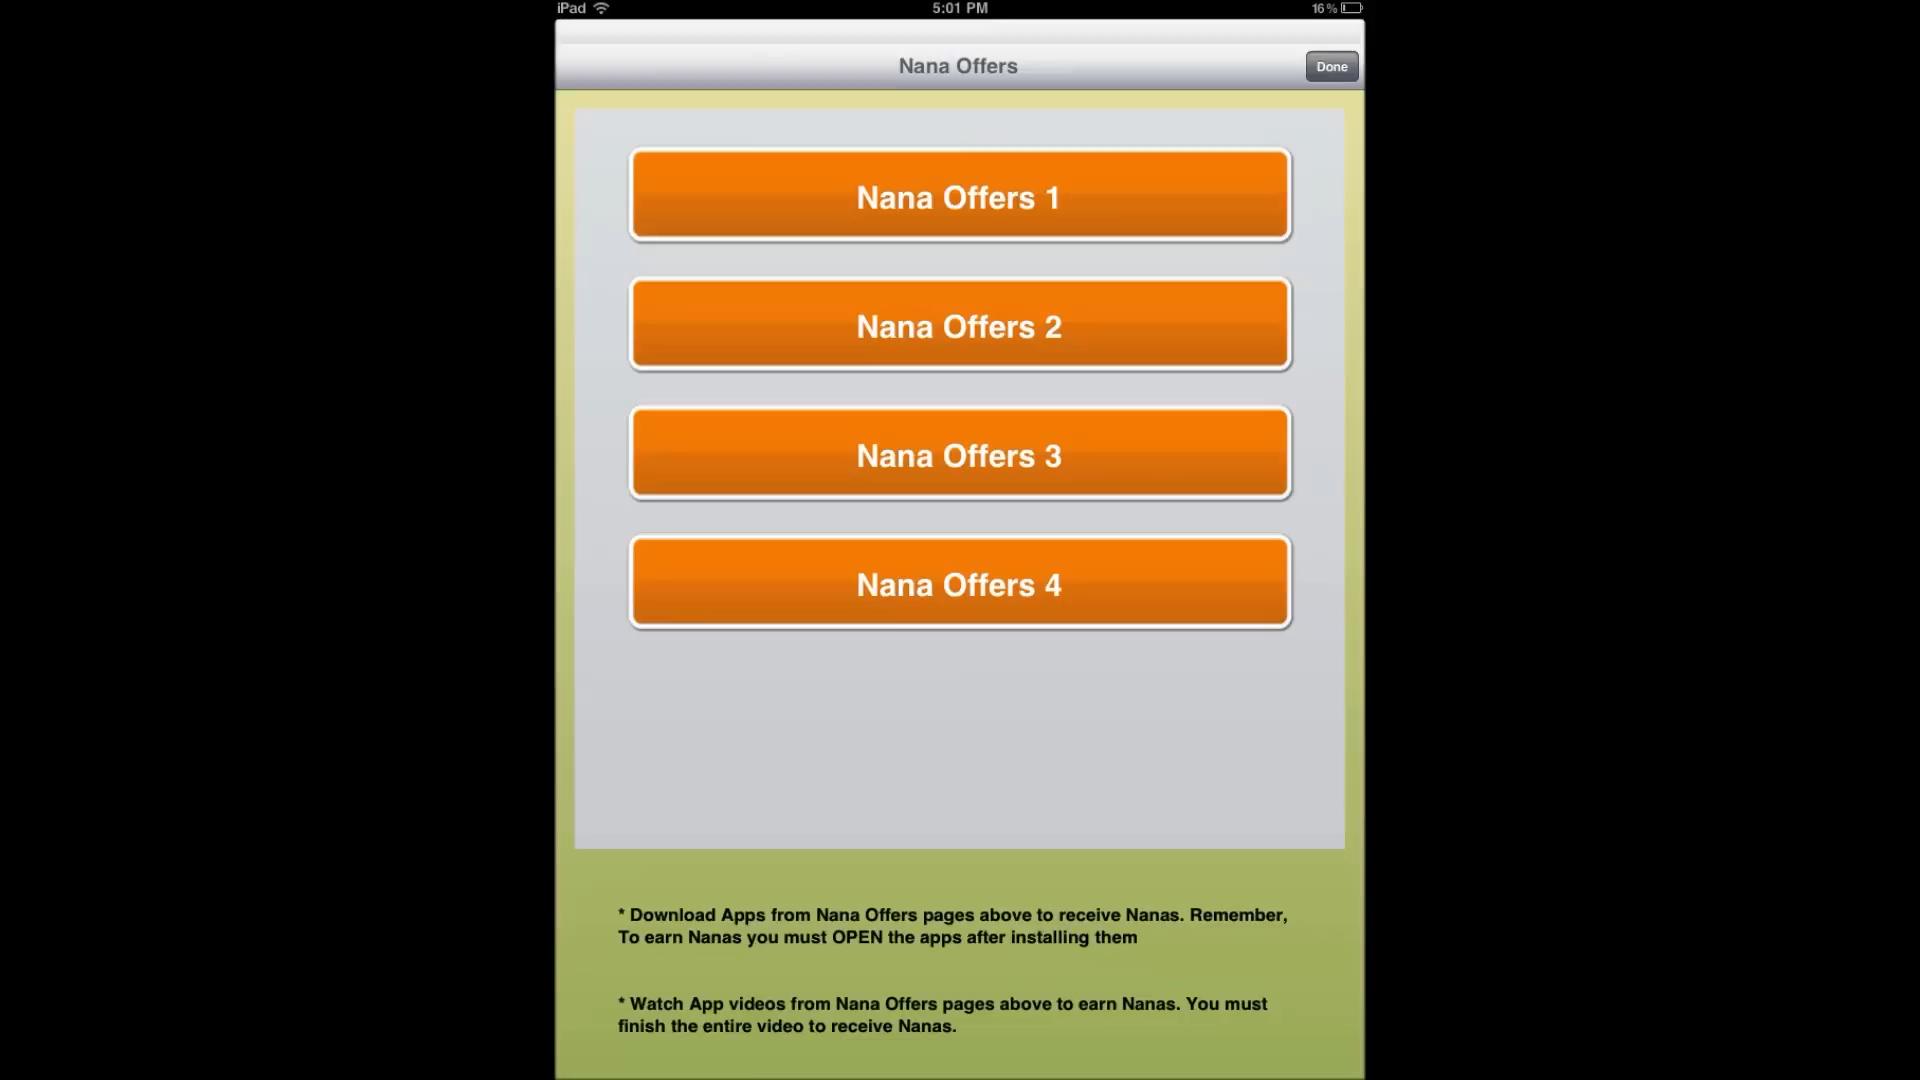 iPad 5:01 PM 16%
Nana Offers Done
Nana Offers 1
Nana Offers 2
Nana Offers 3
Nana Offers 4
* Download Apps from Nana Offers pages above to receive Nanas. Remember,
To earn Nanas you must OPEN the apps after installing them
* Watch App videos from Nana Offers pages above to earn Nanas. You must
finish the entire video to receive Nanas.